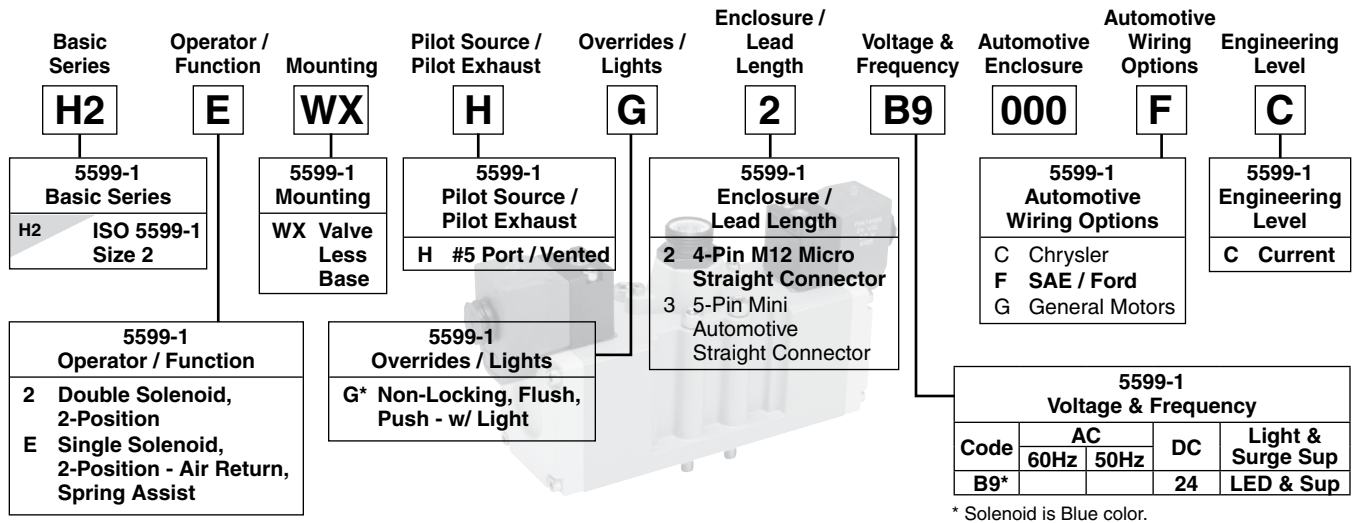 Basic Series
Operator / Function
Mounting
Pilot Source / Pilot Exhaust
Overrides / Lights
Enclosure / Lead Length
Voltage & Frequency
Automotive Enclosure
Automotive Wiring Options
Engineering Level
H2 E WX H G 2 B9 000 F C
5599-1
Basic Series
H2 ISO 5599-1
Size 2
5599-1
Mounting
WX Valve
Less
Base
5599-1
Pilot Source /
Pilot Exhaust
H #5 Port / Vented
5599-1
Enclosure /
Lead Length
2 4-Pin M12 Micro
Straight Connector
3 5-Pin Mini
Automotive
Straight Connector
5599-1
Automotive
Wiring Options
C Chrysler
F SAE / Ford
G General Motors
5599-1
Engineering
Level
C Current
5599-1
Operator / Function
2 Double Solenoid,
2-Position
E Single Solenoid,
2-Position - Air Return,
Spring Assist
5599-1
Overrides / Lights
G* Non-Locking, Flush,
Push - w/ Light
5599-1
Voltage & Frequency
Code AC DC Light &
Surge Sup
60Hz 50Hz
B9* 24 LED & Sup
* Solenoid is Blue color.